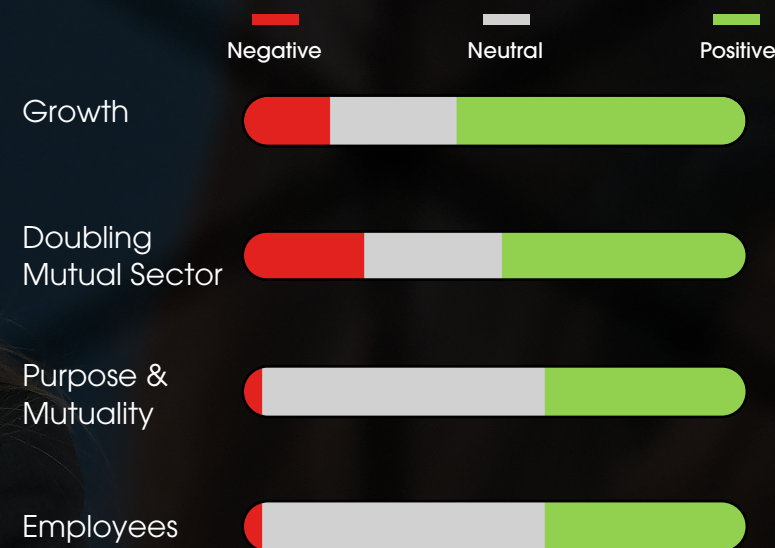 Negative
Neutral
Positive
Growth
Doubling
Mutual Sector
Purpose &
Mutuality
Employees